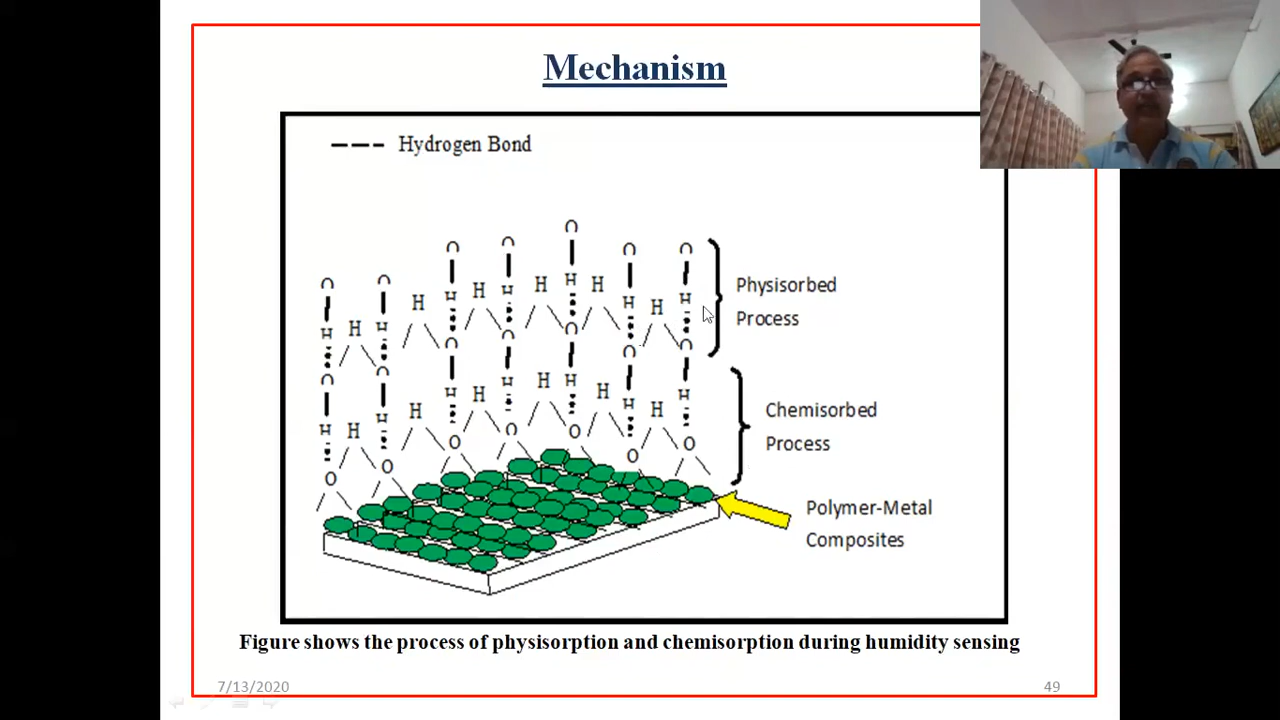 Mechanism
Hydrogen Bond
O
O O O O
O O
H H H
H H H H H H
H H H H
O
O O O O
O O
H H H
H H H H
H H H H
H H
O O O O
O O
O
Physisorbed
Process
Chemisorbed
Process
Polymer-Metal
Composites
Figure shows the process of physisorption and chemisorption during humidity sensing
7/13/2020
49